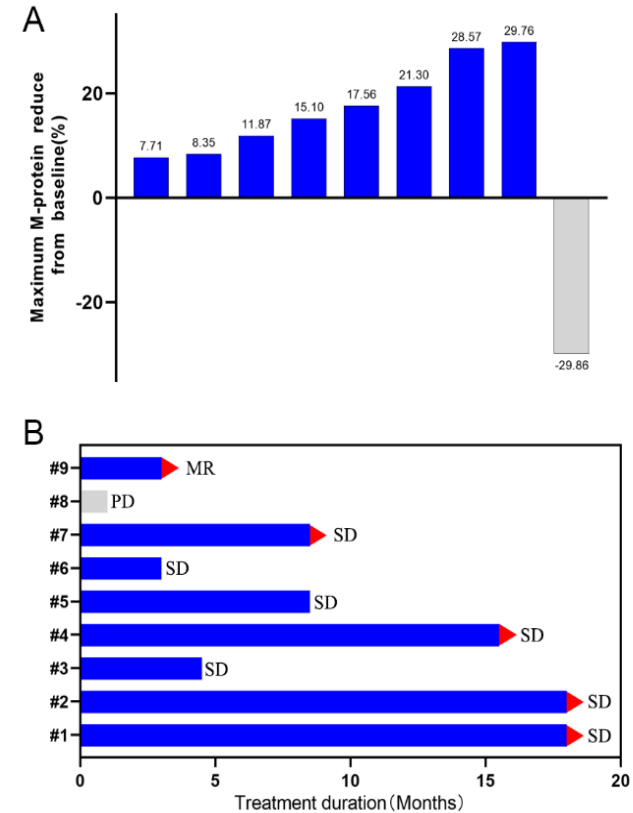 A
Maximum M-protein reduce
from baseline(%)
20
0
-20
7.71
8.35
11.87
15.10
17.56
21.30
28.57
29.76
-29.86
B
#9
MR
#8
PD
#7
SD
#6
SD
#5
SD
#4
SD
#3
SD
#2
SD
#1
SD
0 5 10 15 20
Treatment duration（Months）